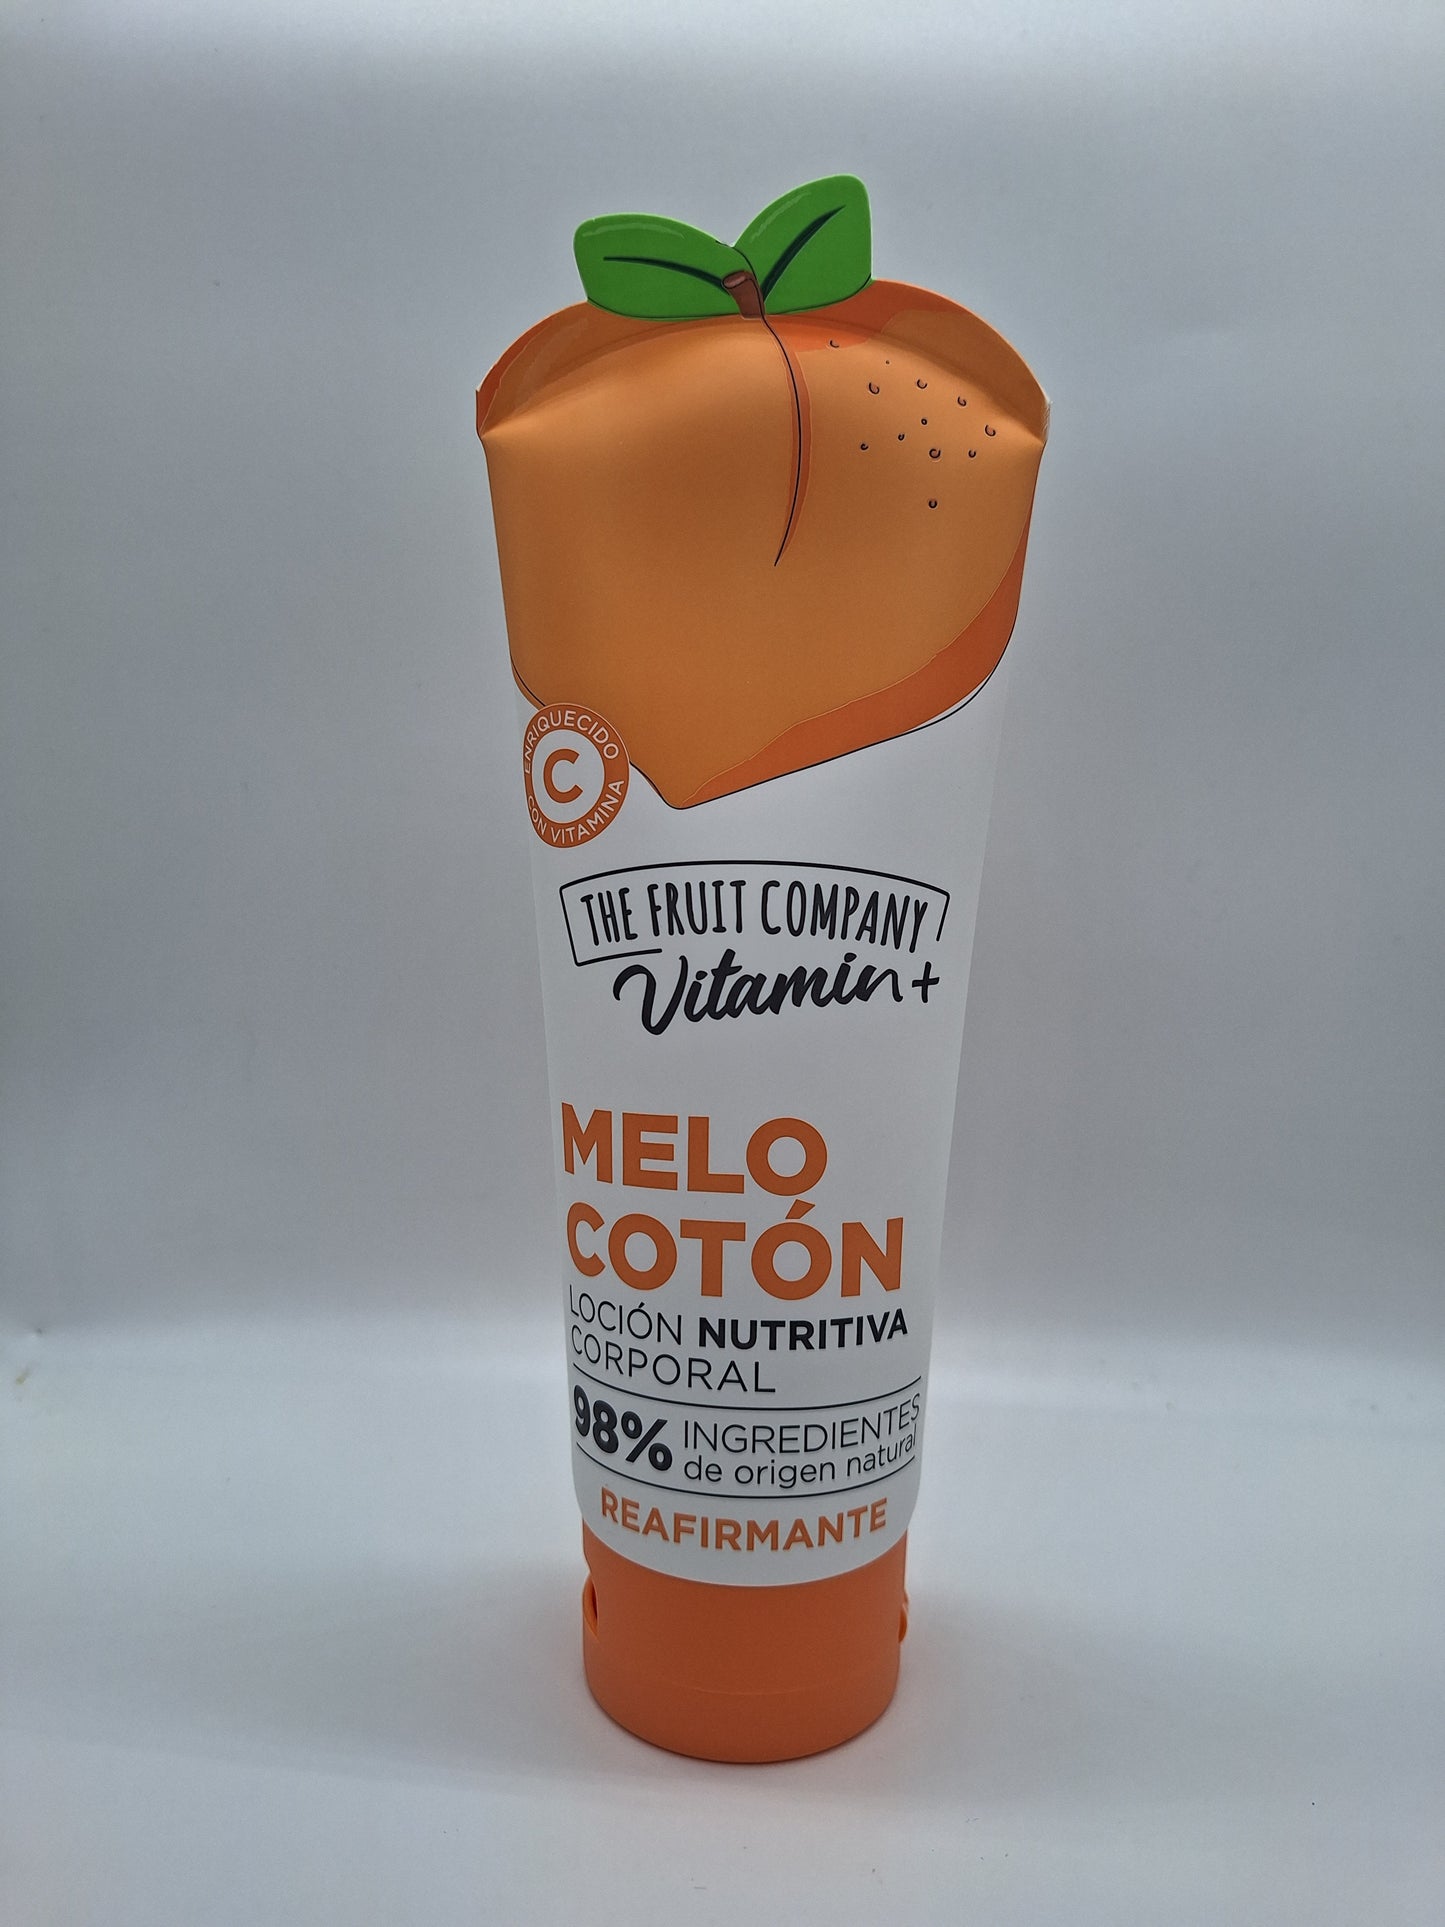 ENRIQUECIDO
C
CON VITAMINA
THE FRUIT COMPANY
Vitamin+
MELO
COTÓN
LOCIÓN NUTRITIVA
CORPORAL
98% INGREDIENTES
de origen natural
REAFIRMANTE